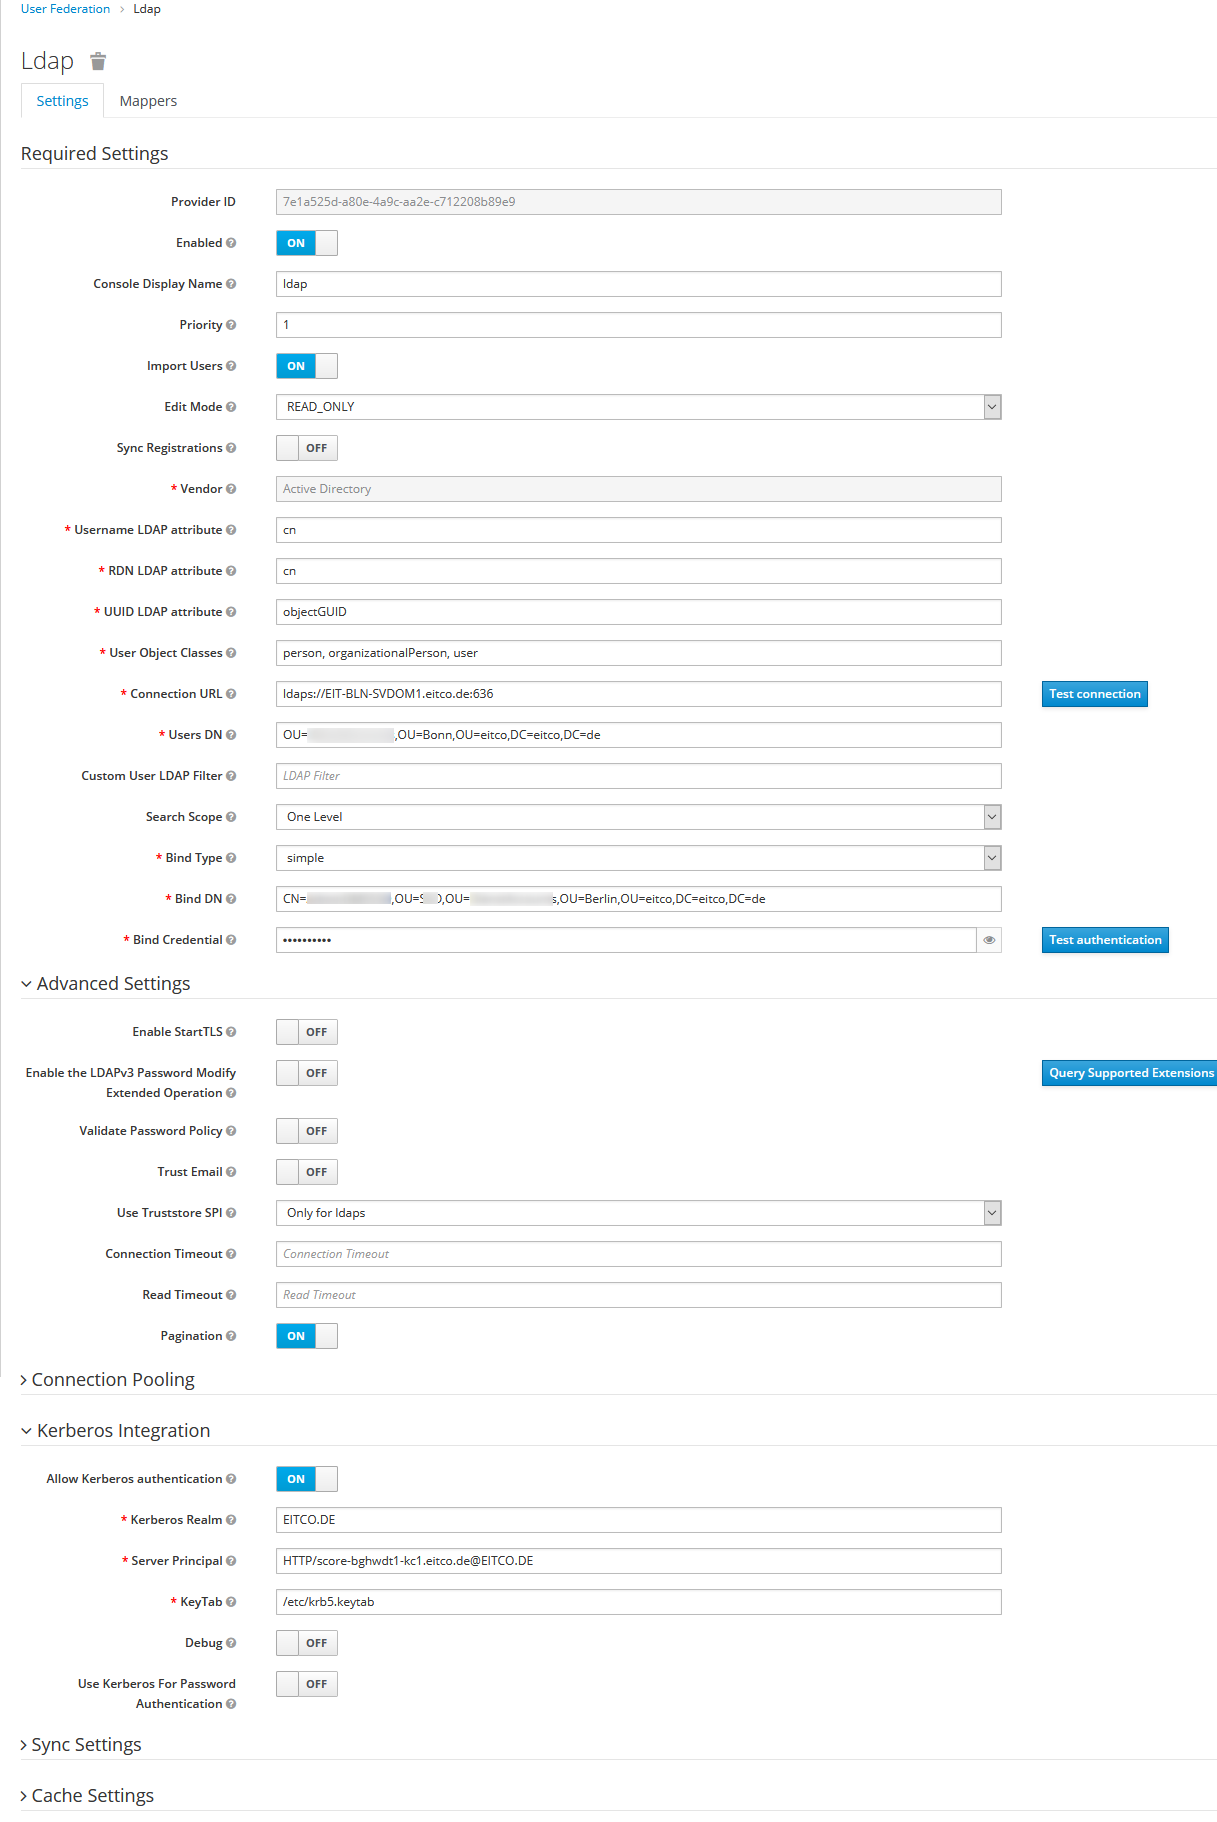 User Federation > Ldap
Ldap
Settings Mappers
Required Settings
Provider ID 7e1a525d-a80e-4a9c-aa2e-c712208b89e9
Enabled ON
Console Display Name ldap
Priority 1
Import Users ON
Edit Mode READ_ONLY
Sync Registrations OFF
* Vendor Active Directory
* Username LDAP attribute cn
* RDN LDAP attribute cn
* UUID LDAP attribute objectGUID
* User Object Classes person, organizationalPerson, user
* Connection URL ldaps://EIT-BLN-SVDOM1.eitco.de:636 Test connection
* Users DN OU= ,OU=Bonn,OU=eitco,DC=eitco,DC=de
Custom User LDAP Filter LDAP Filter
Search Scope One Level
* Bind Type simple
* Bind DN CN= ,OU= ,OU= ,OU=Berlin,OU=eitco,DC=eitco,DC=de
* Bind Credential •••••••••• Test authentication
Advanced Settings
Enable StartTLS OFF
Enable the LDAPv3 Password Modify OFF Query Supported Extensions
Extended Operation
Validate Password Policy OFF
Trust Email OFF
Use Truststore SPI Only for ldaps
Connection Timeout Connection Timeout
Read Timeout Read Timeout
Pagination ON
Connection Pooling
Kerberos Integration
Allow Kerberos authentication ON
* Kerberos Realm EITCO.DE
* Server Principal HTTP/score-bghwdt1-kc1.eitco.de@EITCO.DE
* KeyTab /etc/krb5.keytab
Debug OFF
Use Kerberos For Password OFF
Authentication
Sync Settings
Cache Settings